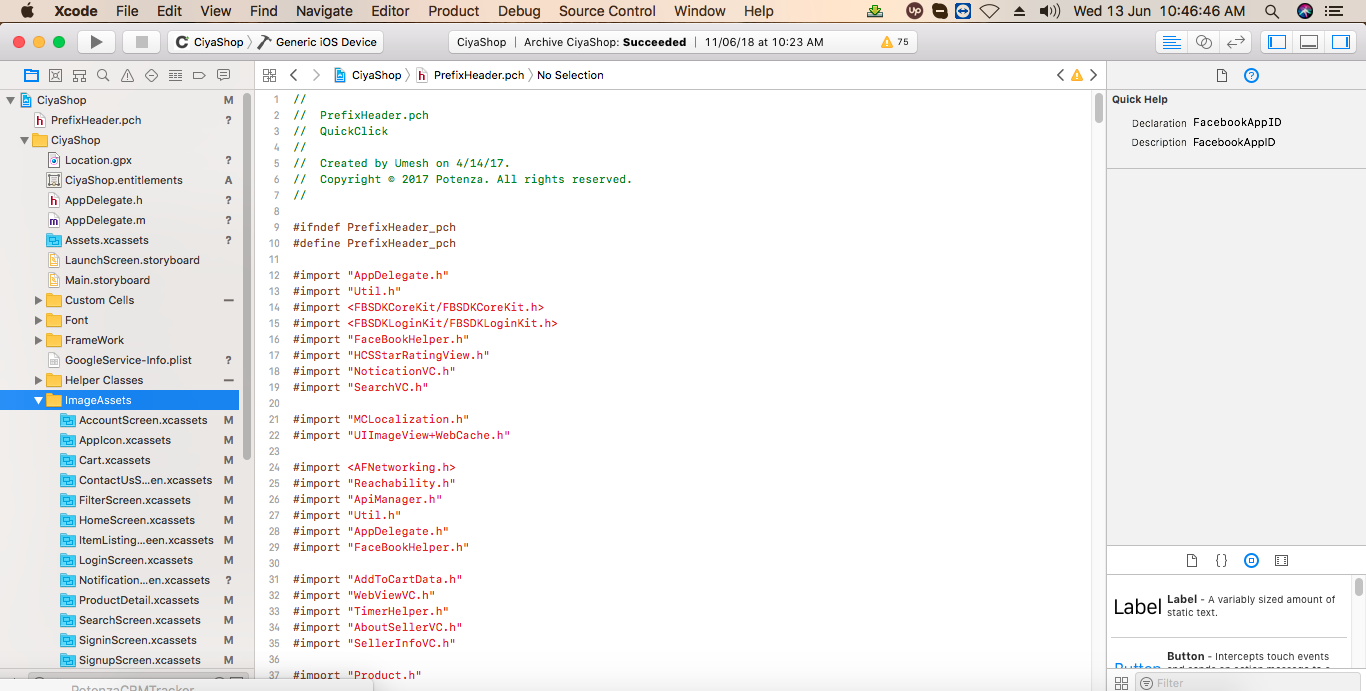 Xcode File Edit View Find Navigate Editor Product Debug Source Control Window Help Up Wed 13 Jun 10:46:46 AM
CiyaShop Generic iOS Device CiyaShop | Archive CiyaShop: Succeeded | 11/06/18 at 10:23 AM 75
CiyaShop PrefixHeader.pch No Selection
CiyaShop M
PrefixHeader.pch ?
CiyaShop
Location.gpx ?
CiyaShop.entitlements A
AppDelegate.h ?
AppDelegate.m ?
Assets.xcassets ?
LaunchScreen.storyboard
Main.storyboard
Custom Cells
Font
FrameWork
GoogleService-Info.plist ?
Helper Classes
ImageAssets
AccountScreen.xcassets M
AppIcon.xcassets M
Cart.xcassets M
ContactUsS...en.xcassets M
FilterScreen.xcassets M
HomeScreen.xcassets M
ItemListing...een.xcassets M
LoginScreen.xcassets M
Notification...en.xcassets ?
ProductDetail.xcassets M
SearchScreen.xcassets M
SigninScreen.xcassets M
SignupScreen.xcassets M
PotenzaCRMTracker
1 //
2 // PrefixHeader.pch
3 // QuickClick
4 //
5 // Created by Umesh on 4/14/17.
6 // Copyright © 2017 Potenza. All rights reserved.
7 //
8
9 #ifndef PrefixHeader_pch
10 #define PrefixHeader_pch
11
12 #import "AppDelegate.h"
13 #import "Util.h"
14 #import <FBSDKCoreKit/FBSDKCoreKit.h>
15 #import <FBSDKLoginKit/FBSDKLoginKit.h>
16 #import "FaceBookHelper.h"
17 #import "HCSStarRatingView.h"
18 #import "NoticationVC.h"
19 #import "SearchVC.h"
20
21 #import "MCLocalization.h"
22 #import "UIImageView+WebCache.h"
23
24 #import <AFNetworking.h>
25 #import "Reachability.h"
26 #import "ApiManager.h"
27 #import "Util.h"
28 #import "AppDelegate.h"
29 #import "FaceBookHelper.h"
30
31 #import "AddToCartData.h"
32 #import "WebViewVC.h"
33 #import "TimerHelper.h"
34 #import "AboutSellerVC.h"
35 #import "SellerInfoVC.h"
36
37 #import "Product.h"
Quick Help
Declaration FacebookAppID
Description FacebookAppID
Label Label - A variably sized amount of
static text.
Button Button - Intercepts touch events
and sends an action message to a
Filter